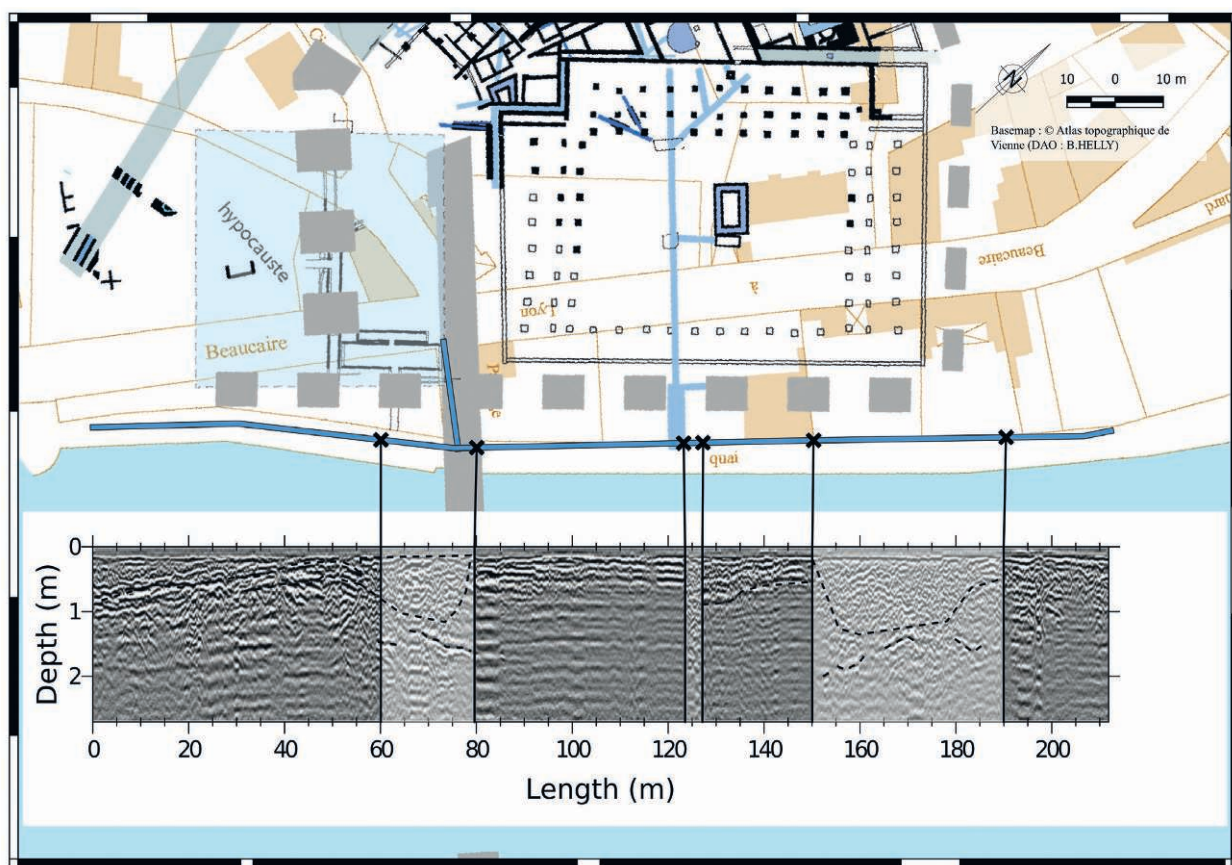 N
10 0 10 m
Basemap : © Atlas topographique de
Vienne (DAO : B.HELLY)
hypocauste
Beaucaire
Lyon
à
Beaucaire
quai
0
1
2
Depth (m)
0 20 40 60 80 100 120 140 160 180 200
Length (m)